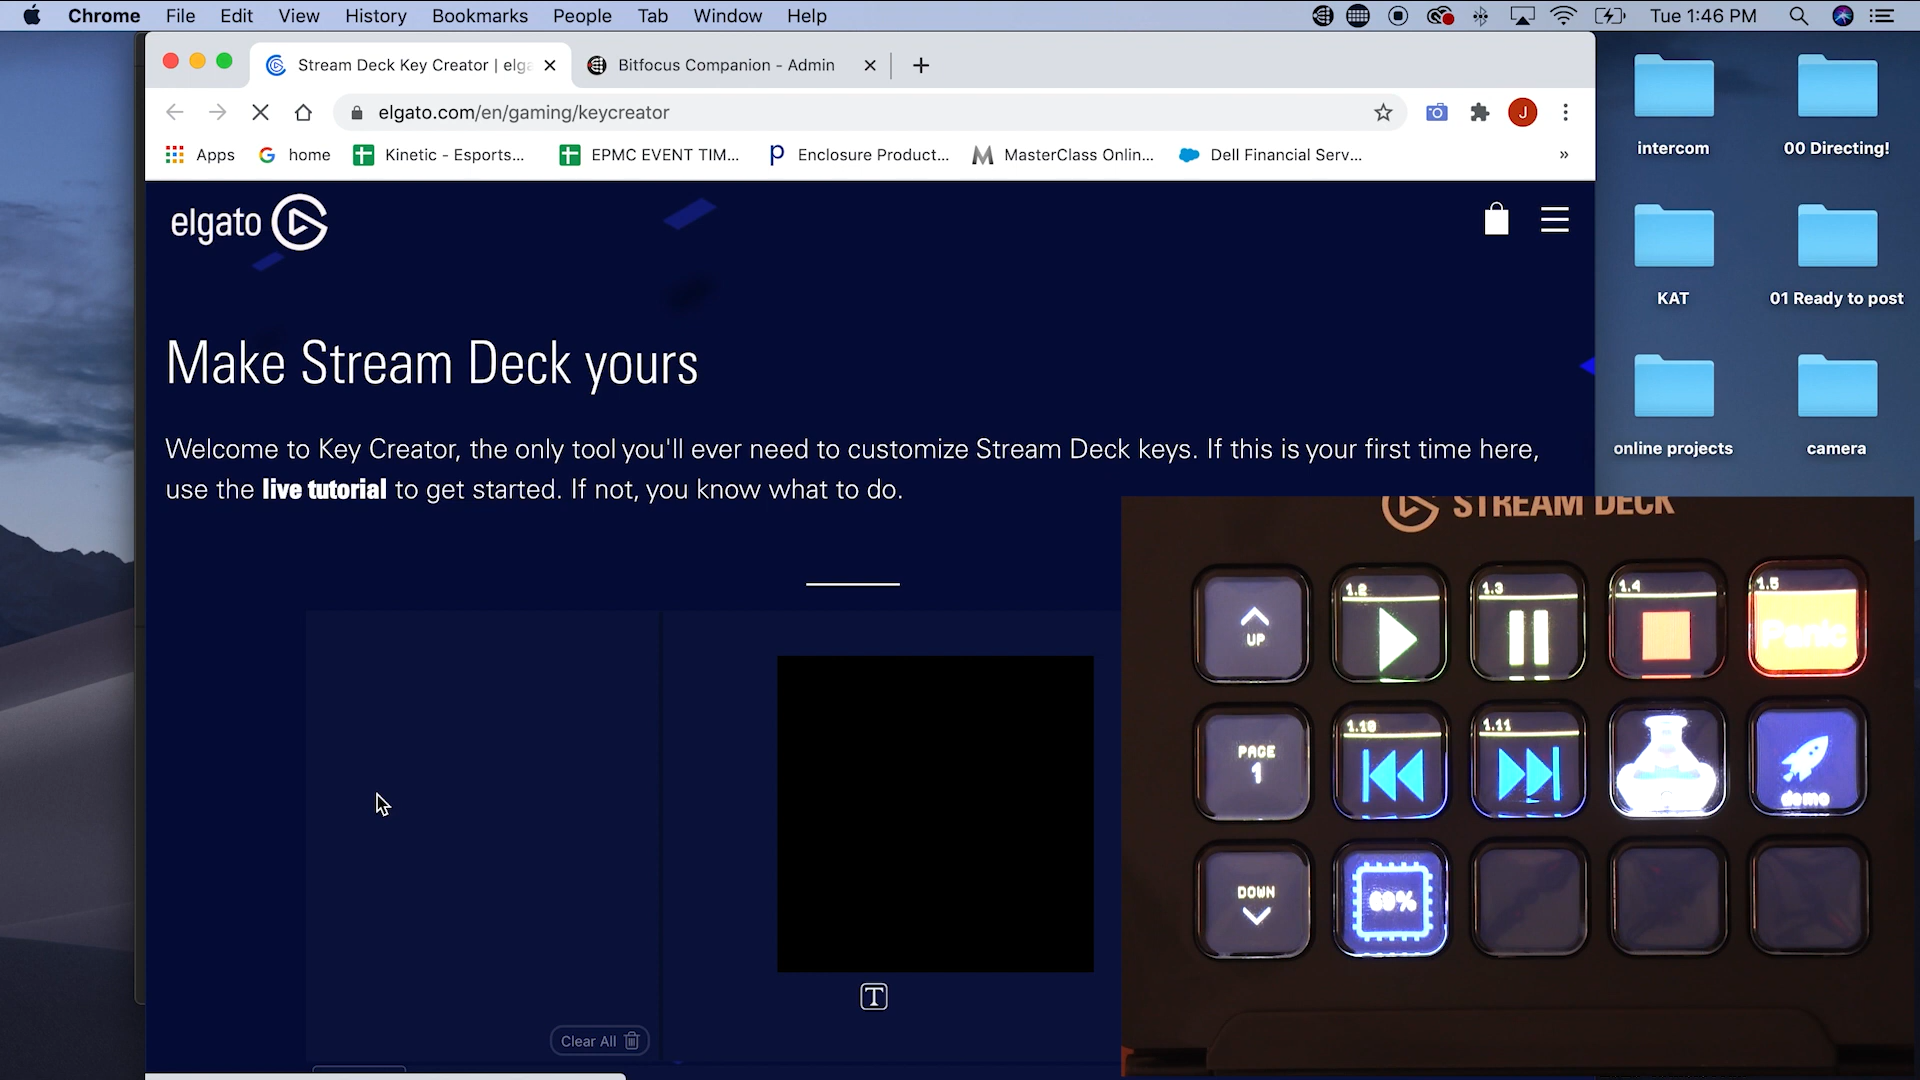 Chrome File Edit View History Bookmarks People Tab Window Help Tue 1:46 PM
Stream Deck Key Creator | elga
Bitfocus Companion - Admin
elgato.com/en/gaming/keycreator
J
Apps
home
Kinetic - Esports...
EPMC EVENT TIM...
Enclosure Product...
MasterClass Onlin...
Dell Financial Serv...
»
intercom
00 Directing!
elgato
KAT
01 Ready to post
Make Stream Deck yours
Welcome to Key Creator, the only tool you'll ever need to customize Stream Deck keys. If this is your first time here,
use the live tutorial to get started. If not, you know what to do.
online projects
camera
STREAM DECK
UP
1.2
1.3
1.4
1.5
Panic
PAGE
1
1.10
1.11
demo
DOWN
69%
T
Clear All